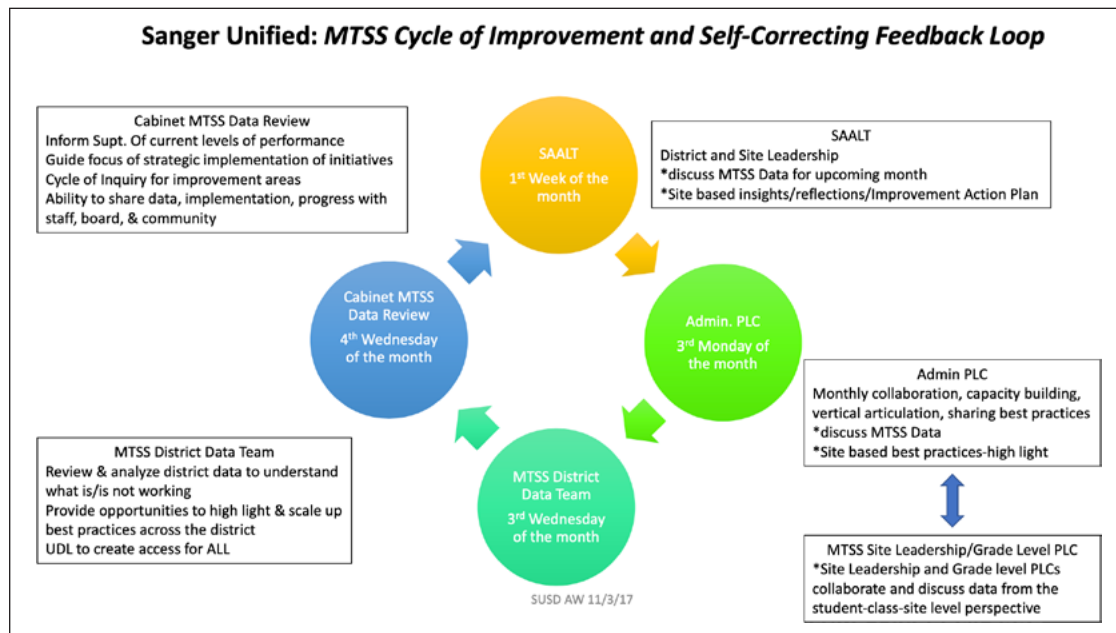 Sanger Unified: MTSS Cycle of Improvement and Self-Correcting Feedback Loop
Cabinet MTSS Data Review
Inform Supt. Of current levels of performance
Guide focus of strategic implementation of initiatives
Cycle of Inquiry for improvement areas
Ability to share data, implementation, progress with
staff, board, & community
SAALT
1st Week of the
month
SAALT
District and Site Leadership
*discuss MTSS Data for upcoming month
*Site based insights/reflections/Improvement Action Plan
Cabinet MTSS
Data Review
4th Wednesday
of the month
Admin. PLC
3rd Monday of
the month
Admin PLC
Monthly collaboration, capacity building,
vertical articulation, sharing best practices
*discuss MTSS Data
*Site based best practices-high light
MTSS District Data Team
Review & analyze district data to understand
what is/is not working
Provide opportunities to high light & scale up
best practices across the district
UDL to create access for ALL
MTSS District
Data Team
3rd Wednesday
of the month
MTSS Site Leadership/Grade Level PLC
*Site Leadership and Grade level PLCs
collaborate and discuss data from the
student-class-site level perspective
SUSD AW 11/3/17